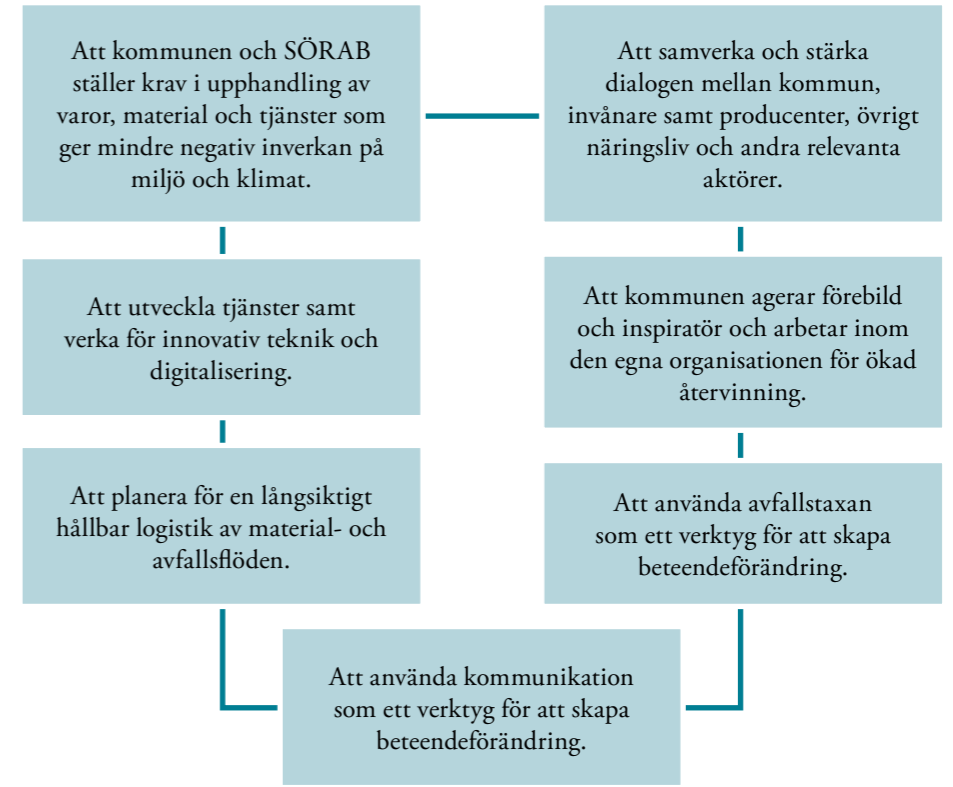 Att kommunen och SÖRAB
ställer krav i upphandling av
varor, material och tjänster som
ger mindre negativ inverkan på
miljö och klimat.
Att samverka och stärka
dialogen mellan kommun,
invånare samt producenter, övrigt
näringsliv och andra relevanta
aktörer.
Att utveckla tjänster samt
verka för innovativ teknik och
digitalisering.
Att kommunen agerar förebild
och inspiratör och arbetar inom
den egna organisationen för ökad
återvinning.
Att planera för en långsiktigt
hållbar logistik av material- och
avfallsflöden.
Att använda avfallstaxan
som ett verktyg för att skapa
beteendeförändring.
Att använda kommunikation
som ett verktyg för att skapa
beteendeförändring.